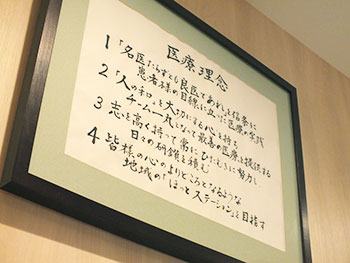 医療理念
1「名医たらずとも良医であれ」を信条に
患者様の目線に立った医療の実践
2「人の和」を大切にする心を持ち
チーム一丸となって最善の医療を提供する
3 志を高く持って常にひたむきに努力し
日々の研鑽を積む
4 皆様の心のよりどころとなるような
地域の「ほっとステーション」を目指す